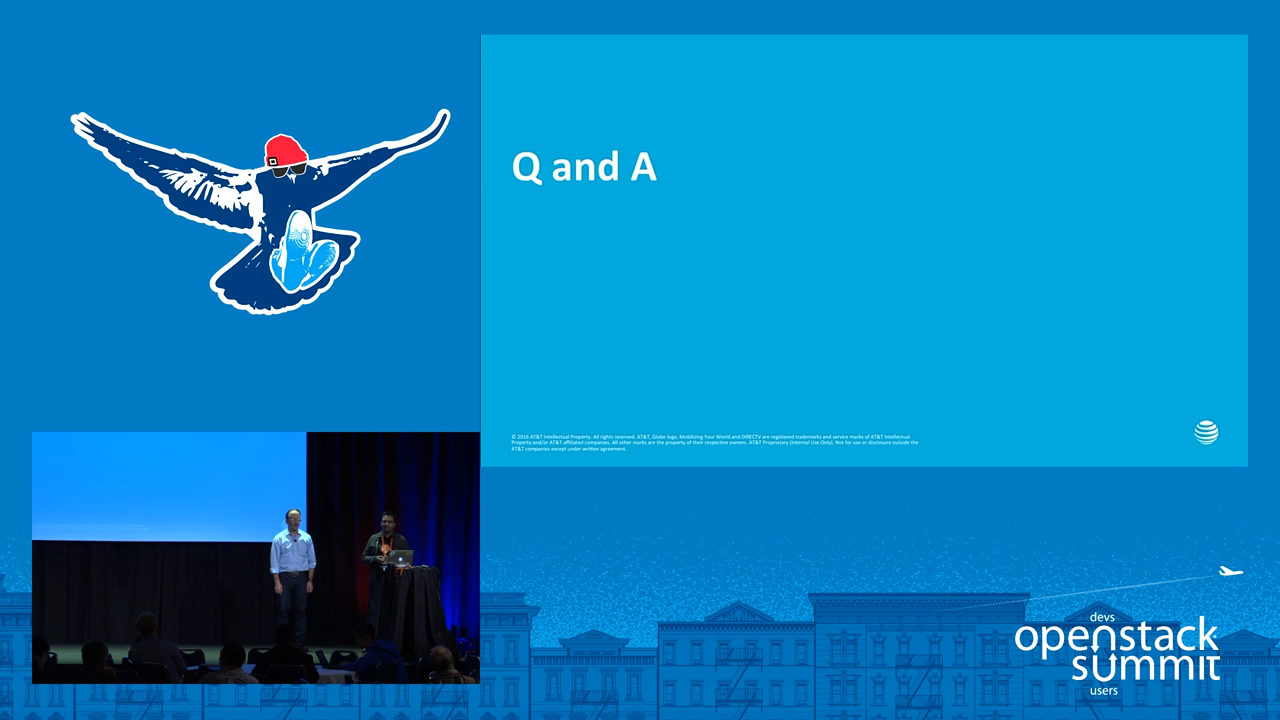 Q and A
© 2016 AT&T Intellectual Property. All rights reserved. AT&T, Globe logo, Mobilizing Your World and DIRECTV are registered trademarks and service marks of AT&T Intellectual
Property and/or AT&T affiliated companies. All other marks are the property of their respective owners. AT&T Proprietary (Internal Use Only). Not for use or disclosure outside the
AT&T companies except under written agreement.
devs
openstack
summit
users